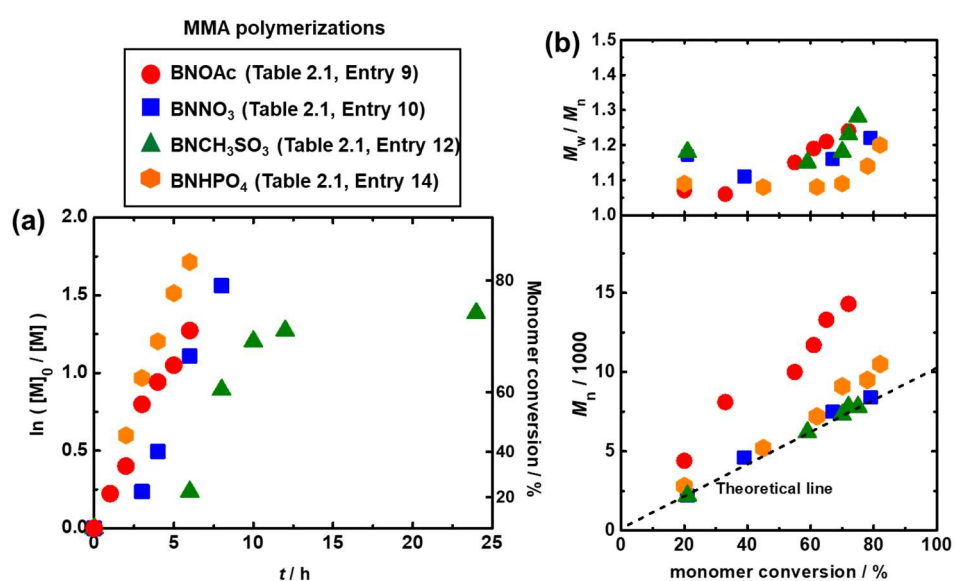 MMA polymerizations
BNOAc (Table 2.1, Entry 9)
BNNO₃ (Table 2.1, Entry 10)
BNCH₃SO₃ (Table 2.1, Entry 12)
BNHPO₄ (Table 2.1, Entry 14)
(a)
2.0
1.5
1.0
0.5
0.0
ln ( [M]₀ / [M] )
80
60
40
20
Monomer conversion / %
0
5
10
15
20
25
t / h
(b)
1.5
1.4
1.3
1.2
1.1
1.0
Mw / Mn
15
10
5
0
Mn / 1000
Theoretical line
0
20
40
60
80
100
monomer conversion / %